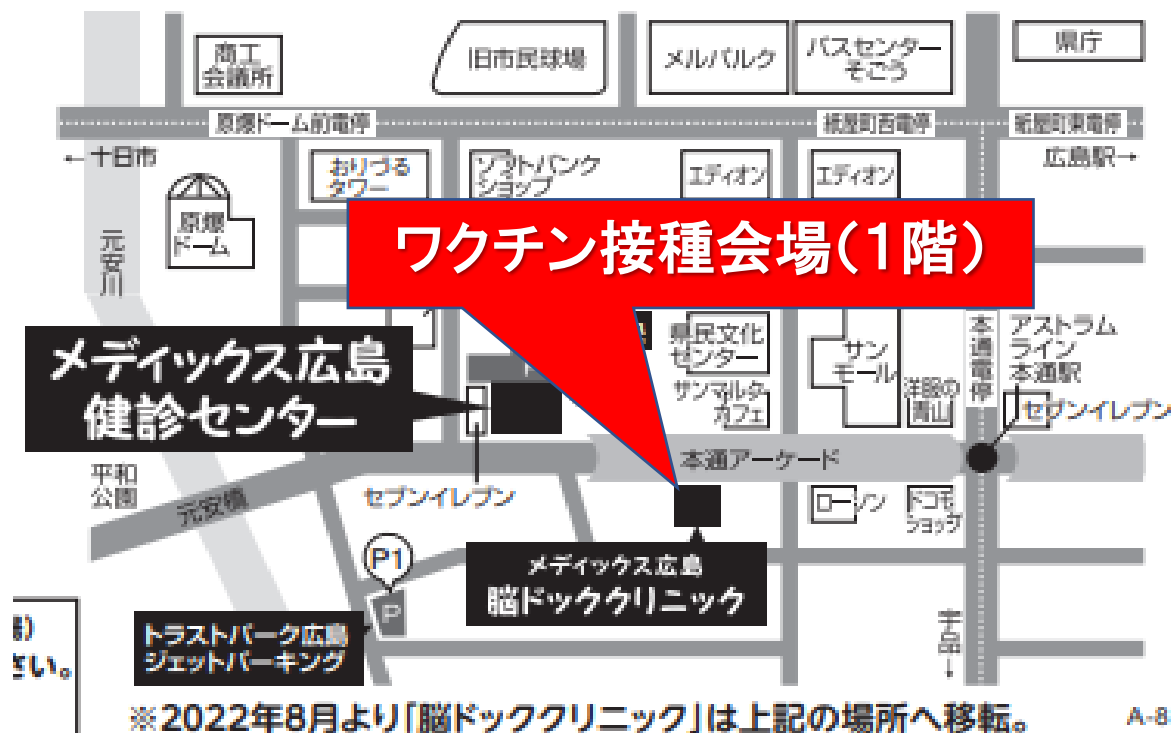 商工
会議所
旧市民球場
メルパルク
バスセンター
そごう
県庁
原爆ドーム前電停
紙屋町西電停
紙屋町東電停
←十日市
広島駅→
おりづる
タワー
ソフトバンク
ショップ
エディオン
エディオン
原爆
ドーム
元安川
ワクチン接種会場(1階)
メディックス広島
健診センター
県民文化
センター
サンマルク
カフェ
サン
モール
洋服の
青山
本通電停
アストラム
ライン
本通駅
セブンイレブン
平和
公園
元安橋
セブンイレブン
本通アーケード
ローソン
ドコモ
ショップ
P1
P
メディックス広島
脳ドッククリニック
トラストパーク広島
ジェットパーキング
宇品→
さい。
※2022年8月より「脳ドッククリニック」は上記の場所へ移転。
A-8